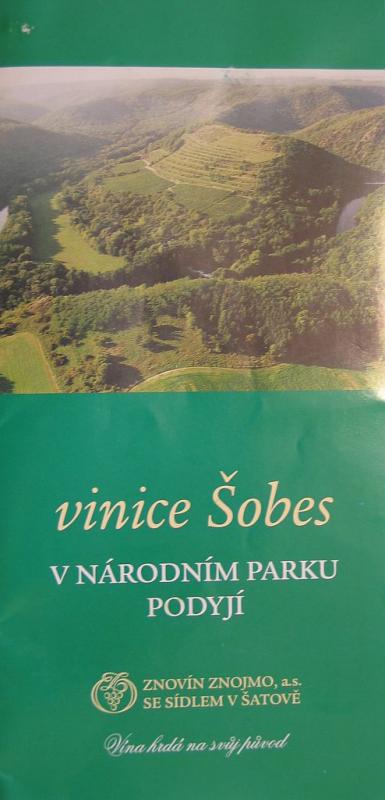 vinice Šobes
V NÁRODNÍM PARKU
PODYJÍ
ZNOVÍN ZNOJMO, a.s.
SE SÍDLEM V ŠATOVĚ
Vína hrdá na svůj původ